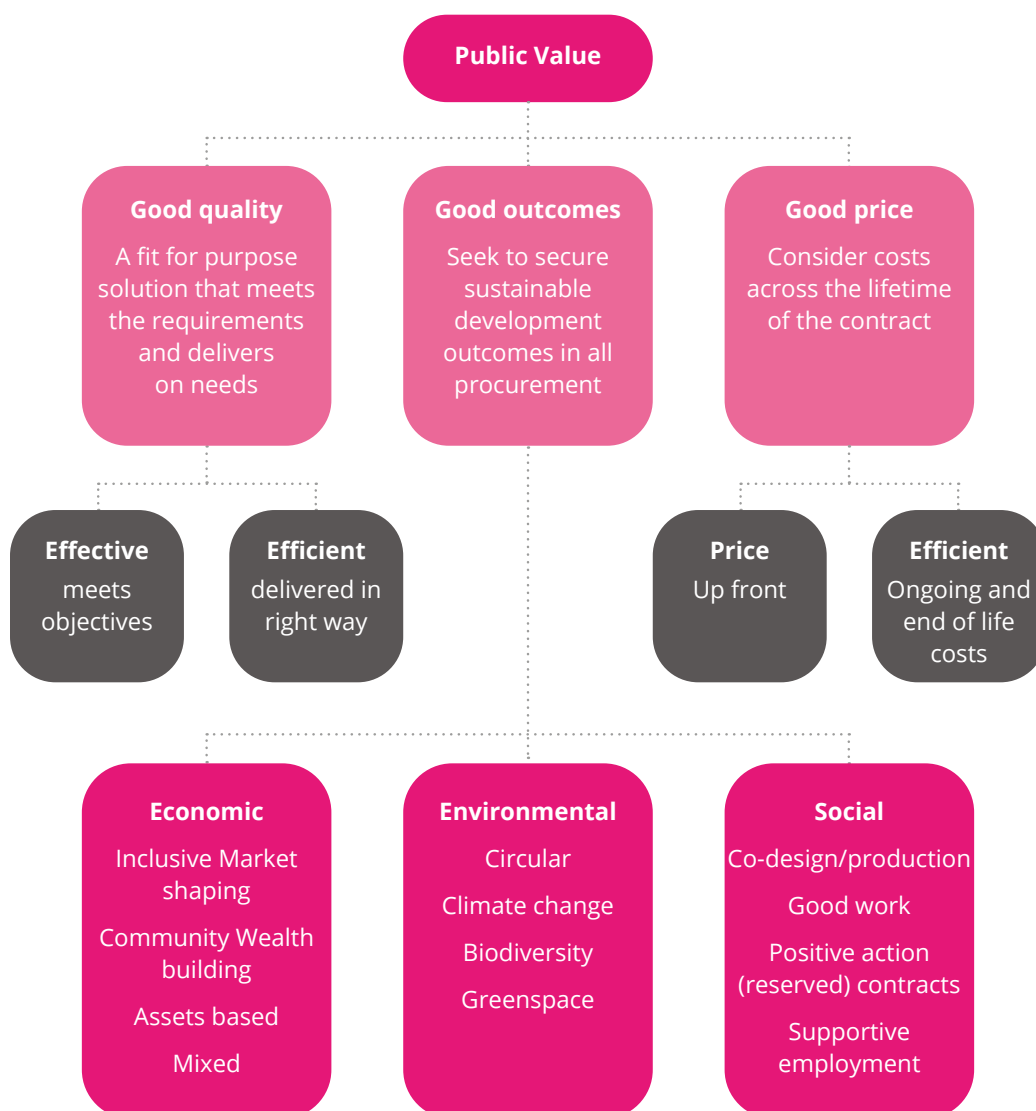 Public Value
Good quality
A fit for purpose
solution that meets
the requirements
and delivers
on needs
Good outcomes
Seek to secure
sustainable
development
outcomes in all
procurement
Good price
Consider costs
across the lifetime
of the contract
Effective
meets
objectives
Efficient
delivered in
right way
Price
Up front
Efficient
Ongoing and
end of life
costs
Economic
Inclusive Market
shaping
Community Wealth
building
Assets based
Mixed
Environmental
Circular
Climate change
Biodiversity
Greenspace
Social
Co-design/production
Good work
Positive action
(reserved) contracts
Supportive
employment